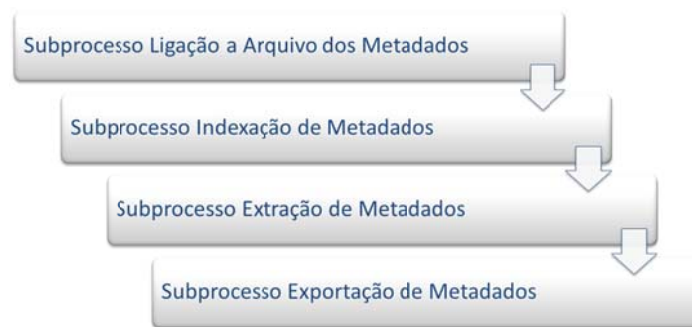 Subprocesso Ligação a Arquivo dos Metadados
Subprocesso Indexação de Metadados
Subprocesso Extração de Metadados
Subprocesso Exportação de Metadados